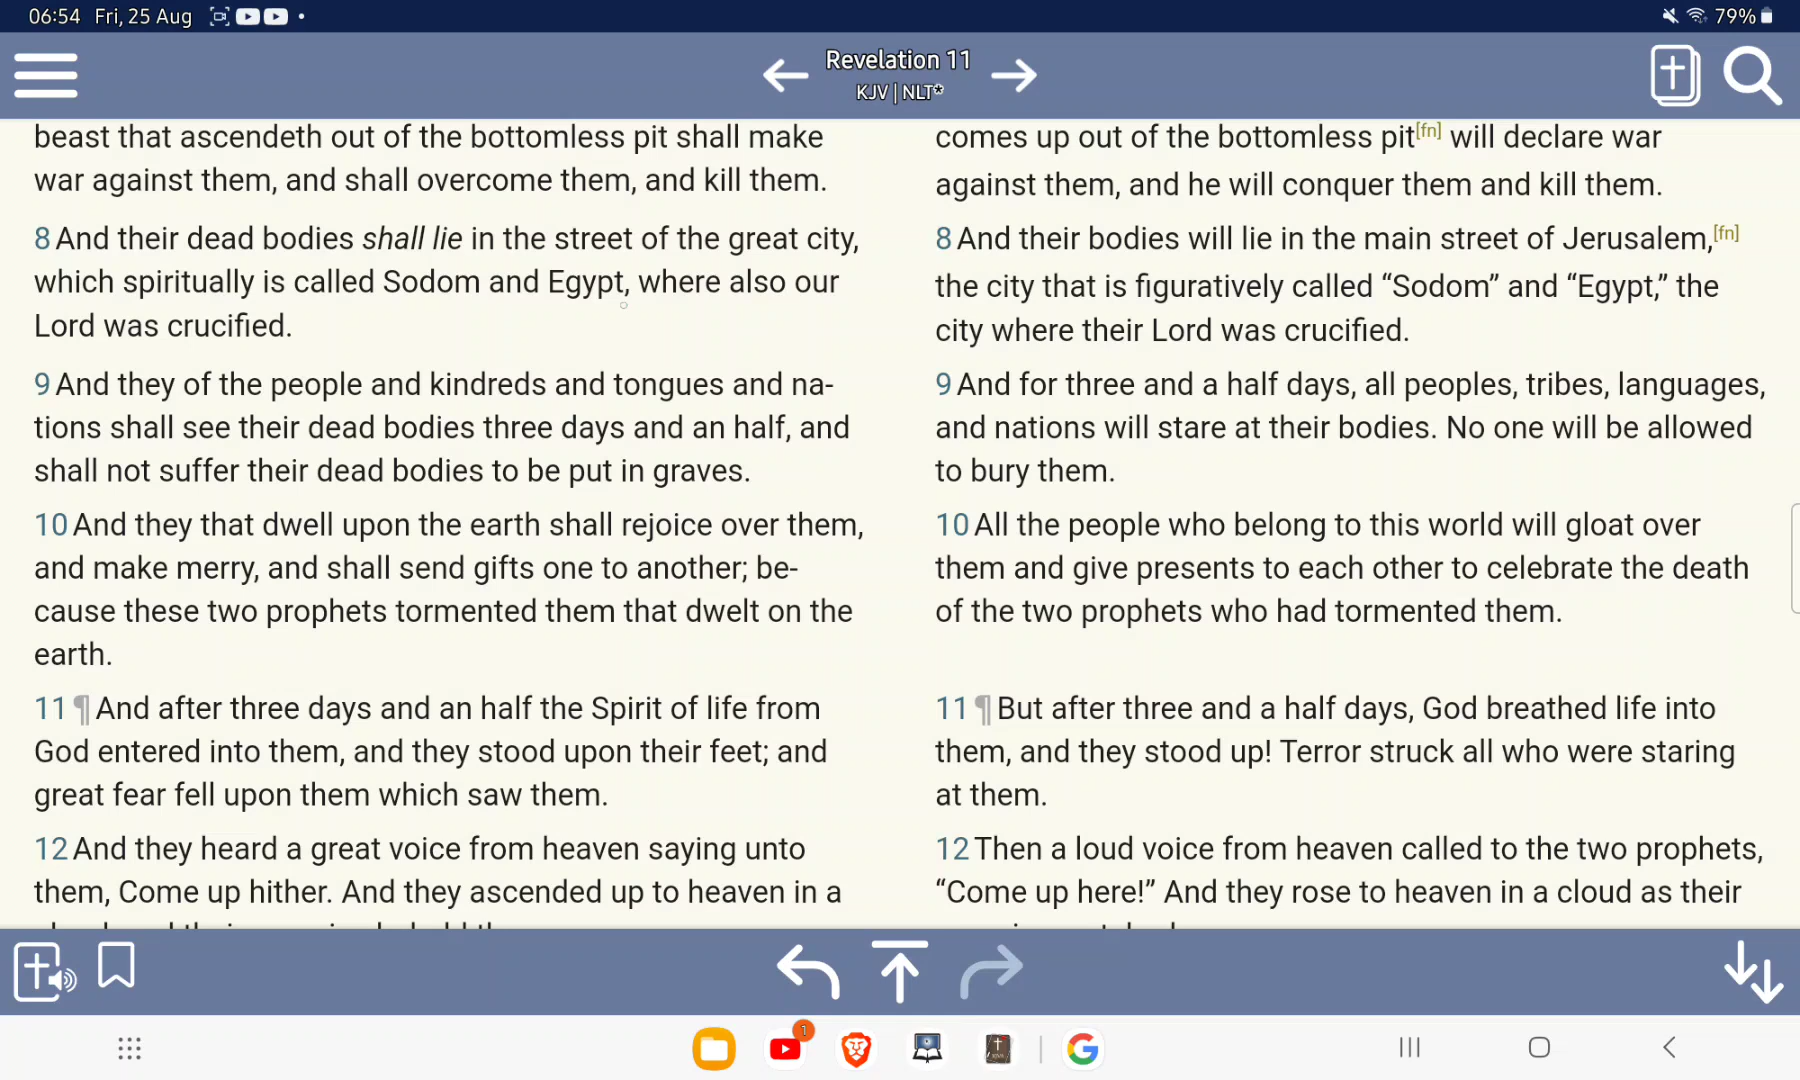 06:54 Fri, 25 Aug
79%
Revelation 11
KJV | NLT*
beast that ascendeth out of the bottomless pit shall make
war against them, and shall overcome them, and kill them.
8 And their dead bodies shall lie in the street of the great city,
which spiritually is called Sodom and Egypt, where also our
Lord was crucified.
9 And they of the people and kindreds and tongues and na-
tions shall see their dead bodies three days and an half, and
shall not suffer their dead bodies to be put in graves.
10 And they that dwell upon the earth shall rejoice over them,
and make merry, and shall send gifts one to another; be-
cause these two prophets tormented them that dwelt on the
earth.
11 ¶ And after three days and an half the Spirit of life from
God entered into them, and they stood upon their feet; and
great fear fell upon them which saw them.
12 And they heard a great voice from heaven saying unto
them, Come up hither. And they ascended up to heaven in a
comes up out of the bottomless pit[fn] will declare war
against them, and he will conquer them and kill them.
8 And their bodies will lie in the main street of Jerusalem,[fn]
the city that is figuratively called “Sodom” and “Egypt,” the
city where their Lord was crucified.
9 And for three and a half days, all peoples, tribes, languages,
and nations will stare at their bodies. No one will be allowed
to bury them.
10 All the people who belong to this world will gloat over
them and give presents to each other to celebrate the death
of the two prophets who had tormented them.
11 ¶ But after three and a half days, God breathed life into
them, and they stood up! Terror struck all who were staring
at them.
12 Then a loud voice from heaven called to the two prophets,
“Come up here!” And they rose to heaven in a cloud as their
1